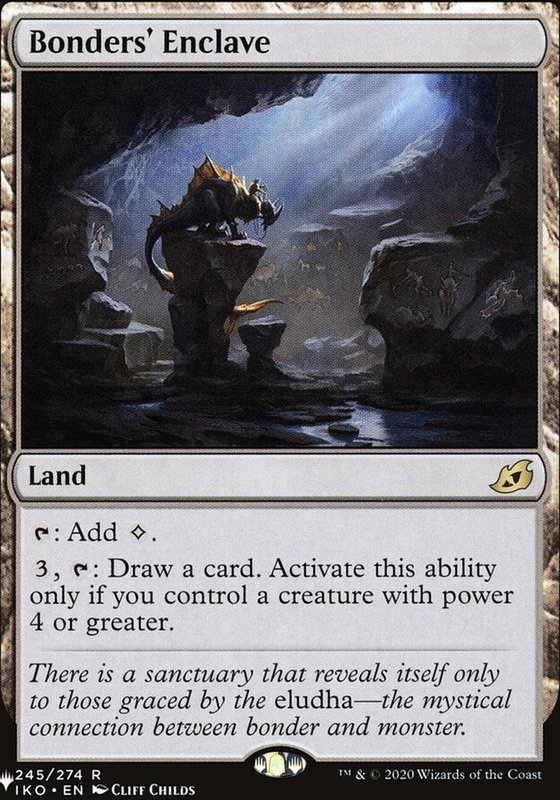 Bonders' Enclave
Land
: Add .
3, : Draw a card. Activate this ability
only if you control a creature with power
4 or greater.
There is a sanctuary that reveals itself only
to those graced by the eludha—the mystical
connection between bonder and monster.
245/274 R
IKO • EN CLIFF CHILDS
™ & © 2020 Wizards of the Coast